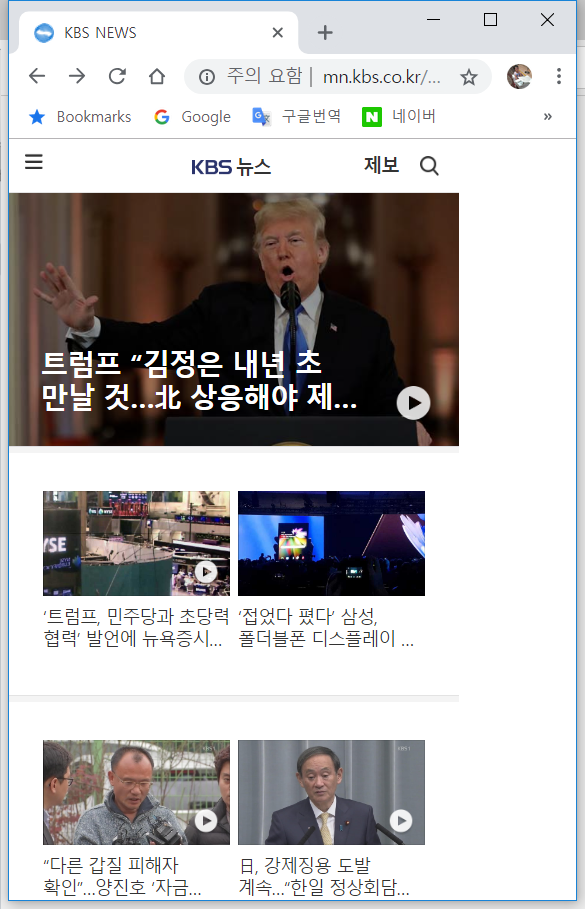 KBS NEWS
주의 요함 | mn.kbs.co.kr/...
Bookmarks Google 구글번역 네이버 »
KBS 뉴스 제보
트럼프 “김정은 내년 초
만날 것...北 상응해야 제...
YSE
‘트럼프, 민주당과 초당력
협력’ 발언에 뉴욕증시...
‘접었다 폈다’ 삼성,
폴더블폰 디스플레이 ...
KBS 1
“다른 갑질 피해자
확인”...양진호 ‘자금...
KBS 1
日, 강제징용 도발
계속...“한일 정상회담...